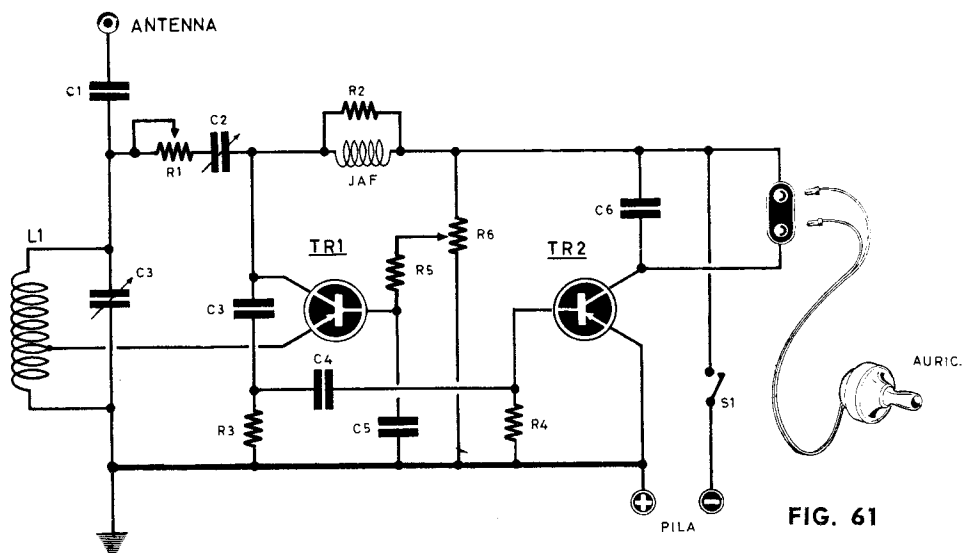 ANTENNA
C1
R2
C2
R1
JAF
C6
L1
TR1
R6
TR2
C3
R5
C3
AURIC.
C4
S1
R3
C5
R4
+
−
PILA
FIG. 61